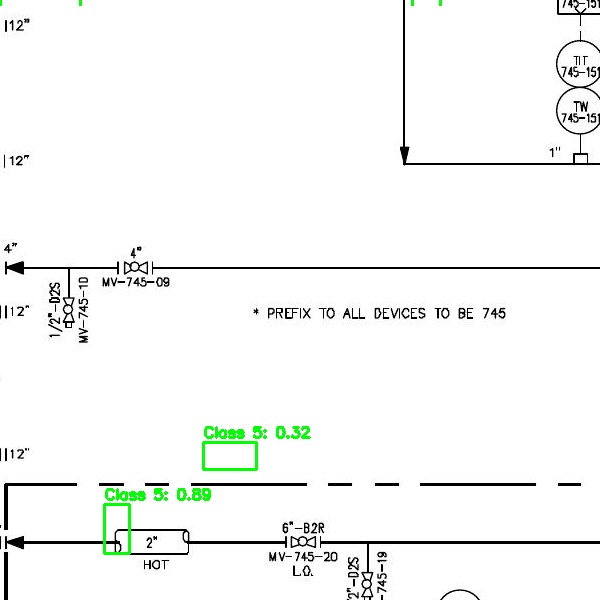 12"
745-151
TIT
745-151
TW
745-151
12"
1"
4"
4"
MV-745-09
1/2"-D2S
MV-745-10
12"
* PREFIX TO ALL DEVICES TO BE 745
Class 5: 0.32
12"
Class 5: 0.89
6"-B2R
2"
MV-745-20
HOT
L.O.
2"-D2S
MV-745-19